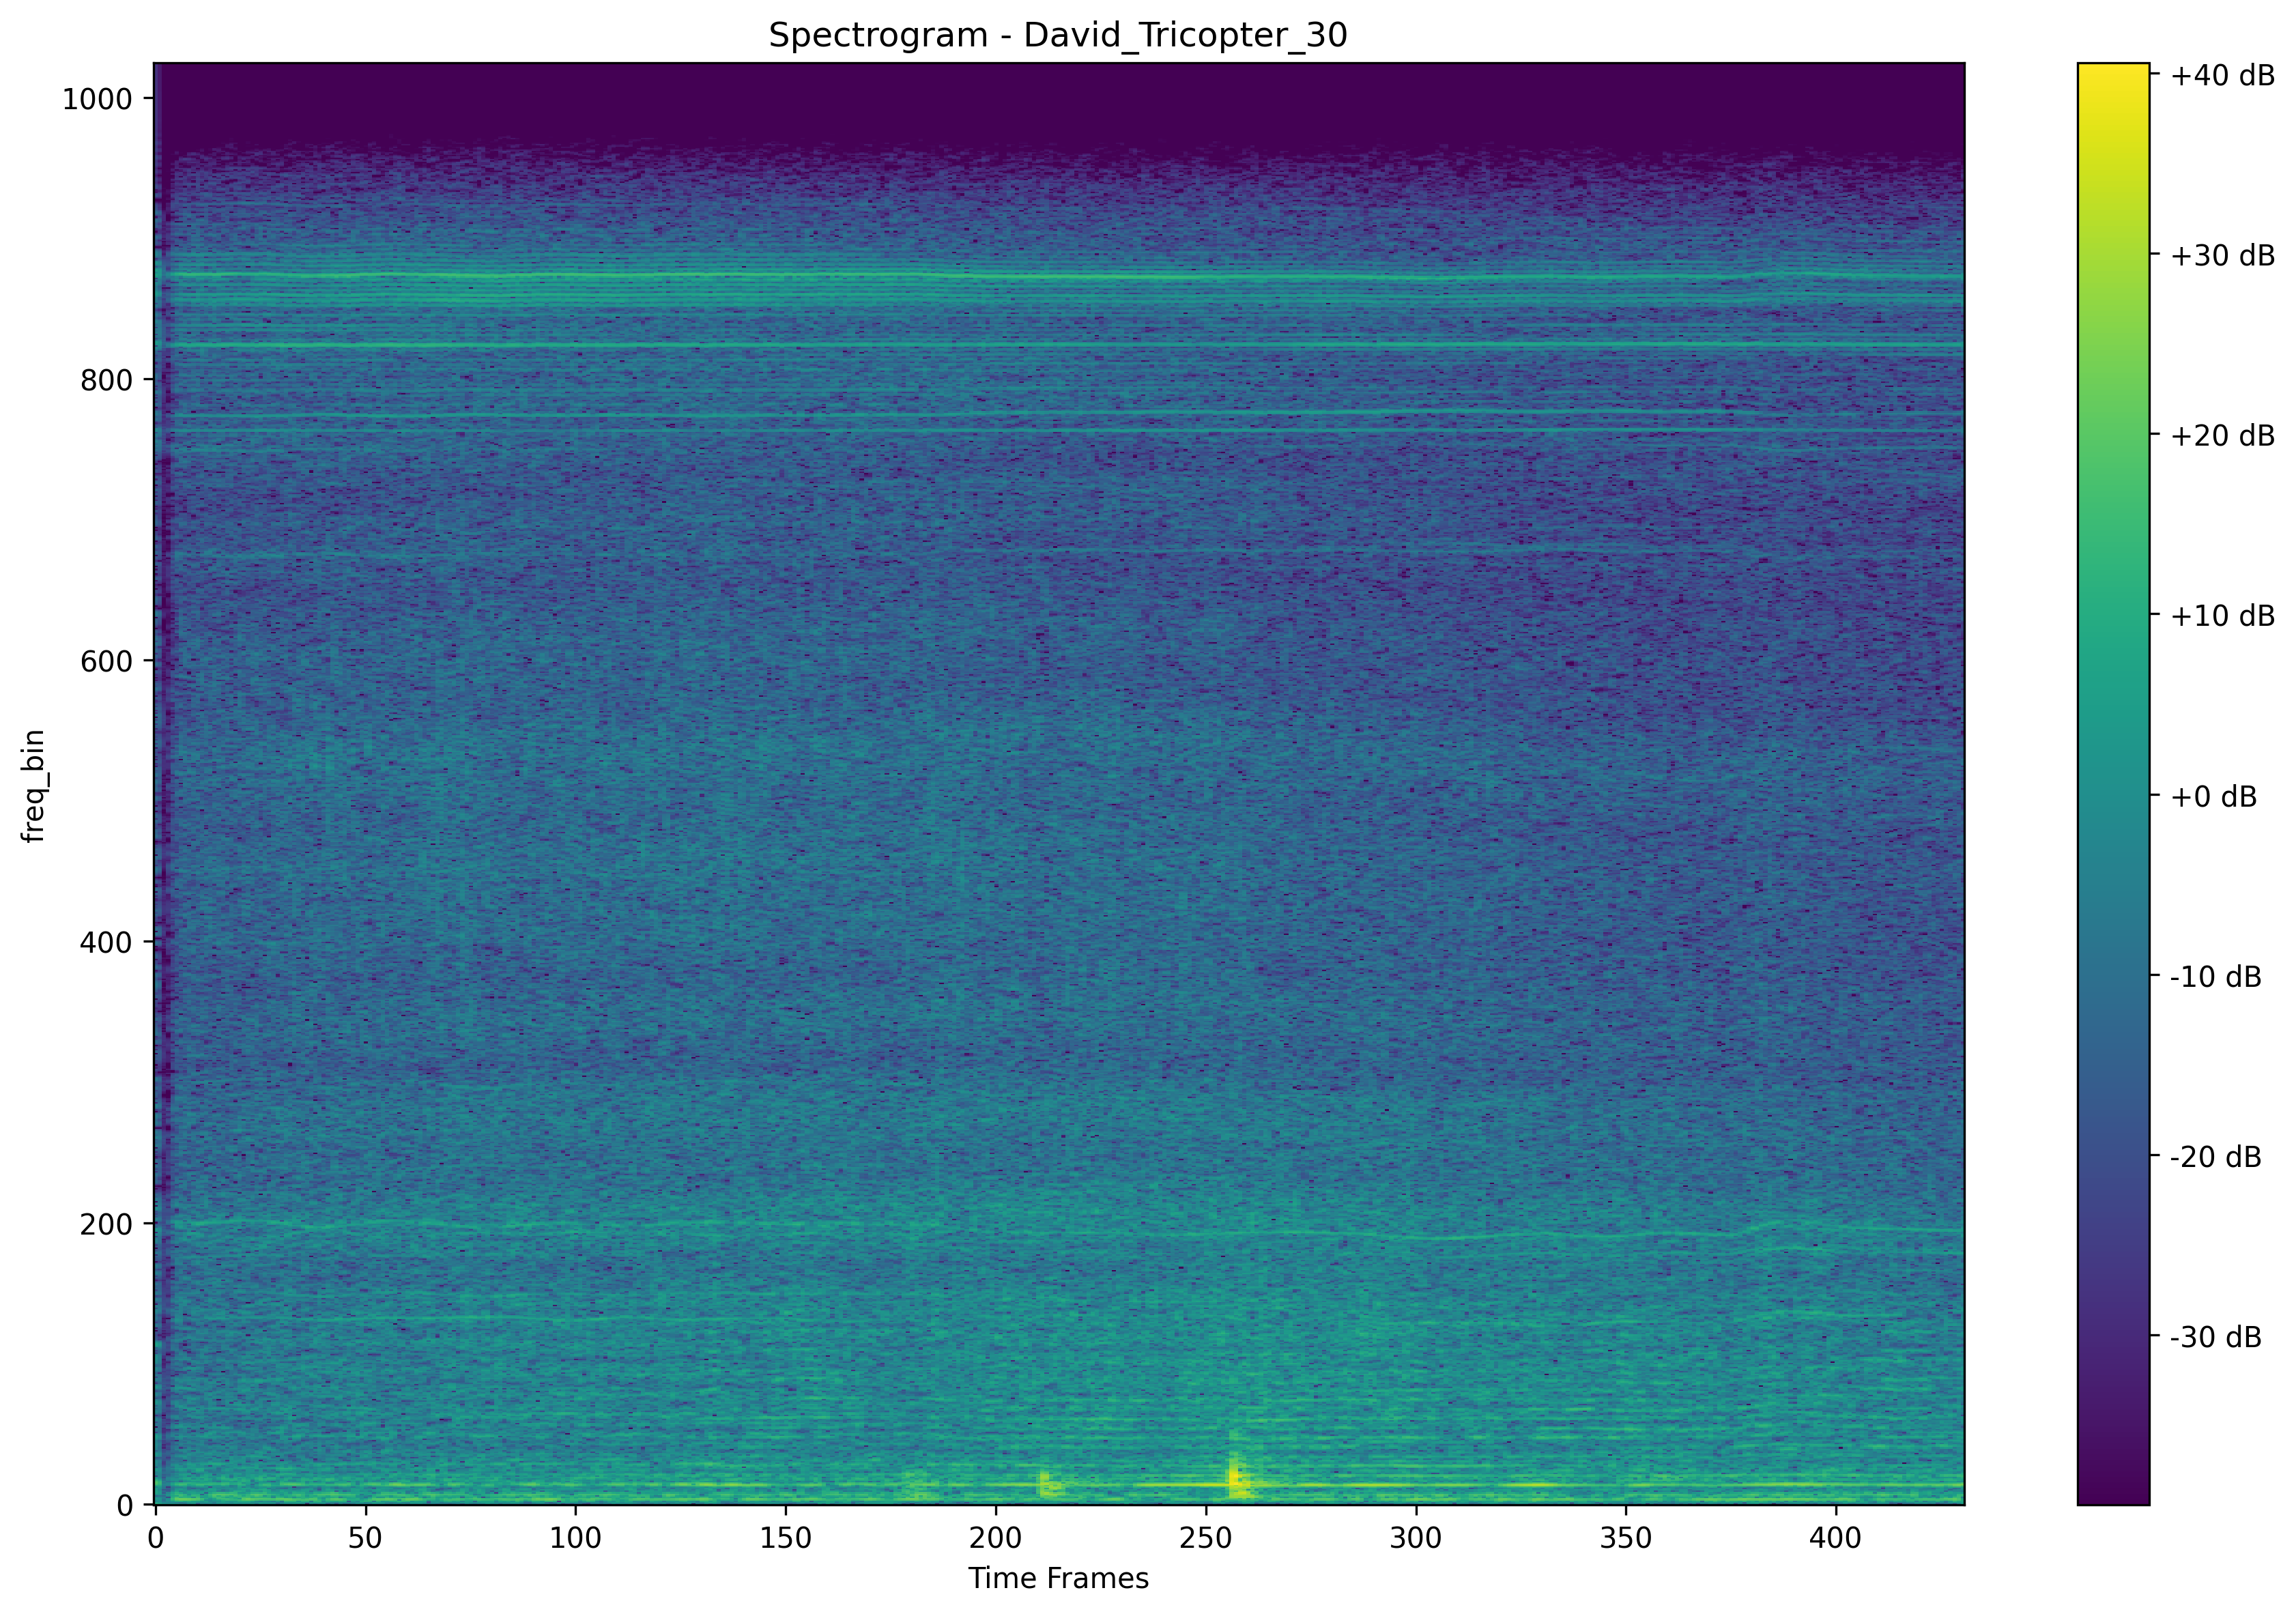 Spectrogram - David_Tricopter_30
1000
800
600
400
200
0
freq_bin
0 50 100 150 200 250 300 350 400
Time Frames
+40 dB
+30 dB
+20 dB
+10 dB
+0 dB
-10 dB
-20 dB
-30 dB